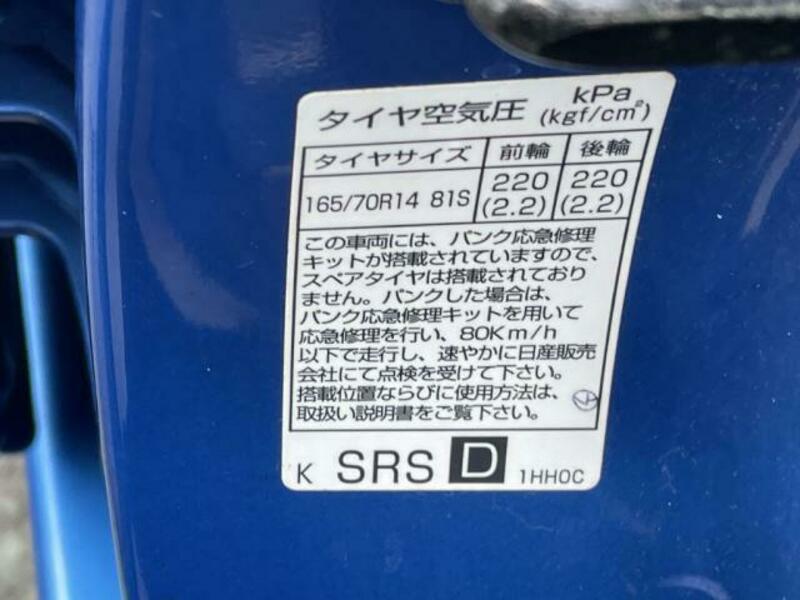 タイヤ空気圧 kPa (kgf/cm²)
タイヤサイズ 前輪 後輪
165/70R14 81S 220 (2.2) 220 (2.2)
この車両には、パンク応急修理
キットが搭載されていますので、
スペアタイヤは搭載されており
ません。パンクした場合は、
パンク応急修理キットを用いて
応急修理を行い、80Km/h
以下で走行し、速やかに日産販売
会社にて点検を受けて下さい。
搭載位置ならびに使用方法は、
取扱い説明書をご覧下さい。
K SRS D 1HH0C